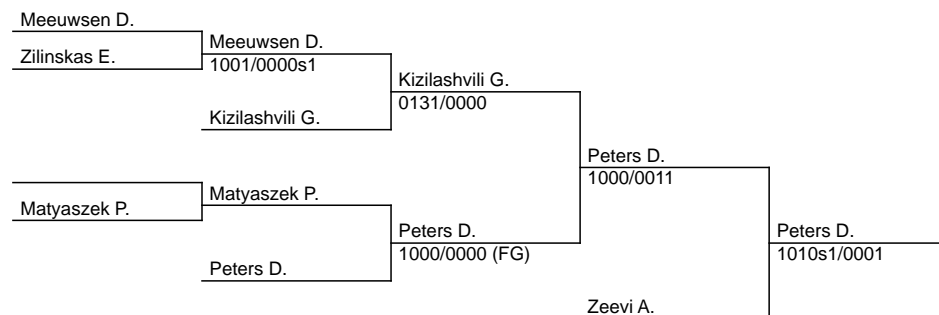 Meeuwsen D.
Zilinskas E.
Meeuwsen D.
1001/0000s1
Kizilashvili G.
Kizilashvili G.
0131/0000
Matyaszek P.
Matyaszek P.
Peters D.
Peters D.
1000/0000 (FG)
Peters D.
1000/0011
Zeevi A.
Peters D.
1010s1/0001